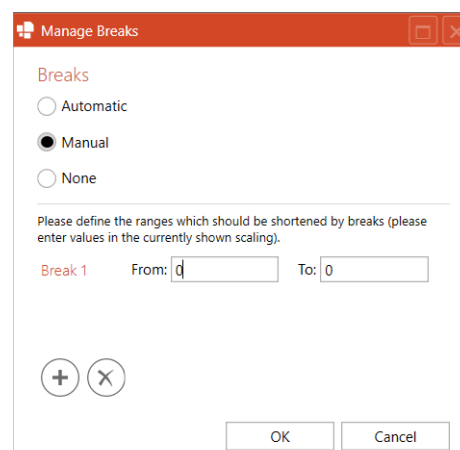 Manage Breaks
Breaks
Automatic
Manual
None
Please define the ranges which should be shortened by breaks (please
enter values in the currently shown scaling).
Break 1 From: 0 To: 0
OK Cancel